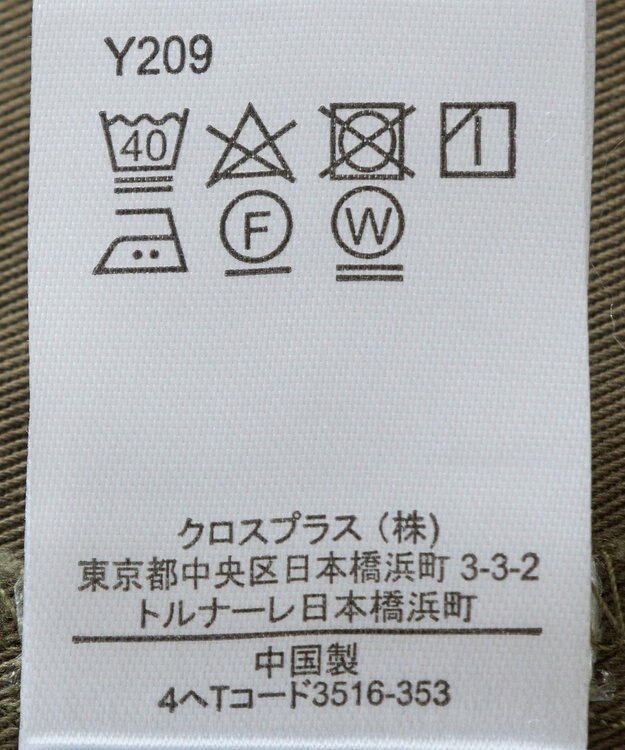 Y209
40
F W
クロスプラス (株)
東京都中央区日本橋浜町 3-3-2
トルナーレ日本橋浜町
中国製
4ヘTコード3516-353